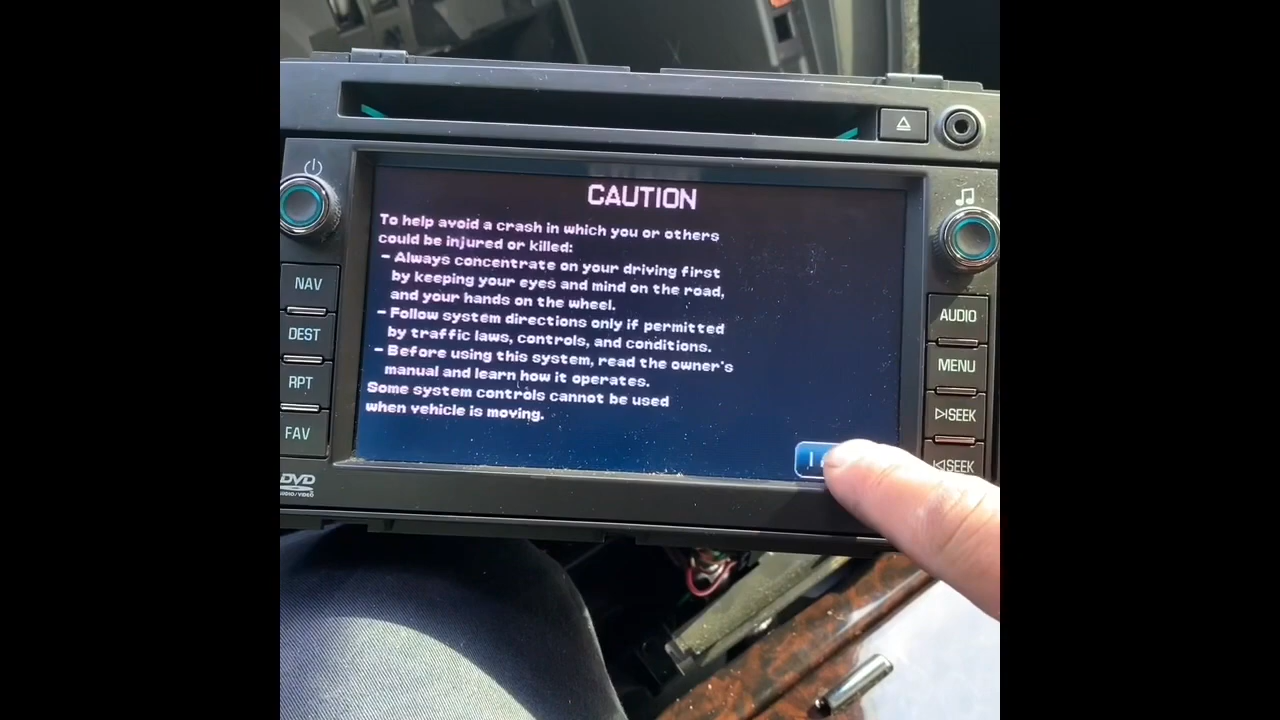 CAUTION
To help avoid a crash in which you or others
could be injured or killed:
– Always concentrate on your driving first
by keeping your eyes and mind on the road,
and your hands on the wheel.
– Follow system directions only if permitted
by traffic laws, controls, and conditions.
– Before using this system, read the owner's
manual and learn how it operates.
Some system controls cannot be used
when vehicle is moving.
NAV
DEST
RPT
FAV
DVD
AUDIO/VIDEO
AUDIO
MENU
SEEK
SEEK